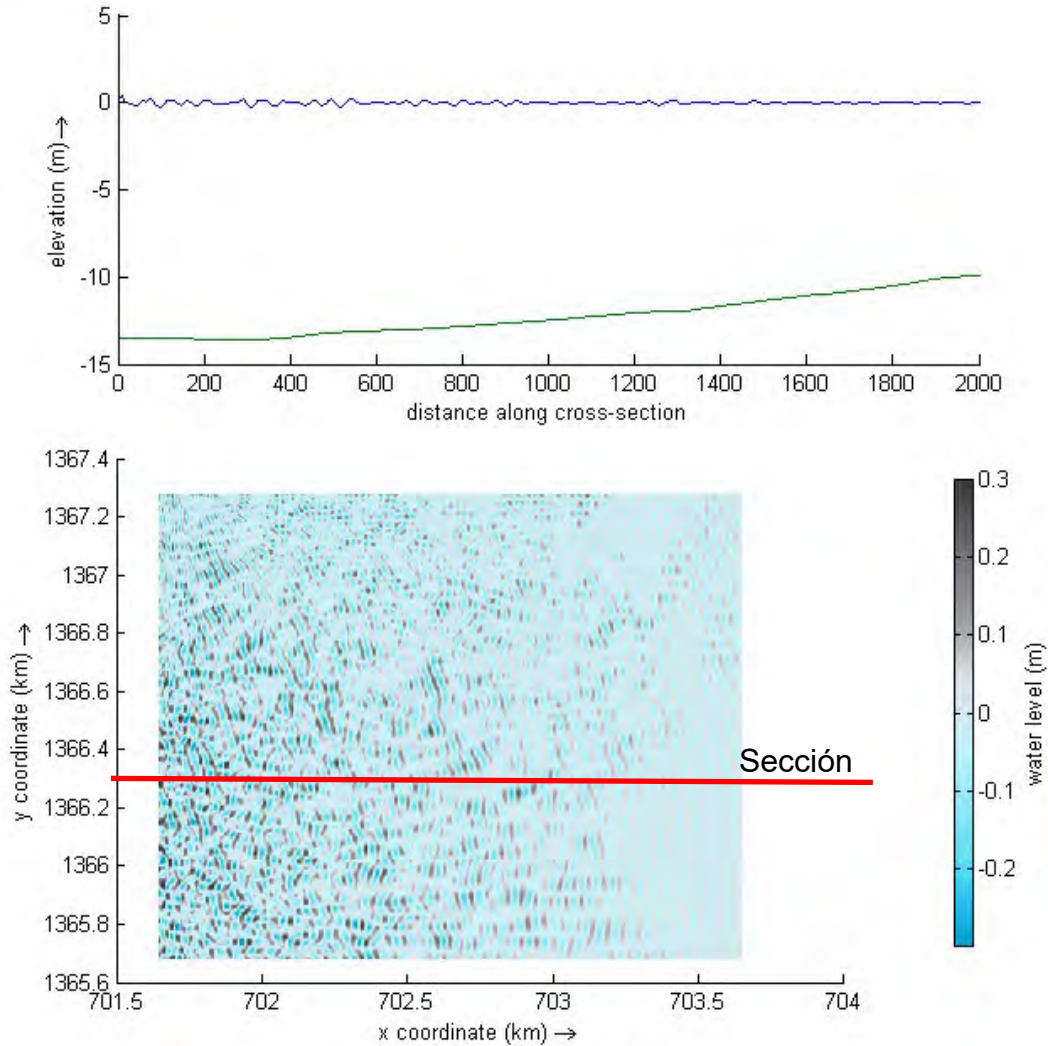 5
0
-5
-10
-15
elevation (m) →
0 200 400 600 800 1000 1200 1400 1600 1800 2000
distance along cross-section
1367.4
1367.2
1367
1366.8
1366.6
1366.4
1366.2
1366
1365.8
1365.6
y coordinate (km) →
Sección
701.5 702 702.5 703 703.5 704
x coordinate (km) →
0.3
0.2
0.1
0
-0.1
-0.2
water level (m)